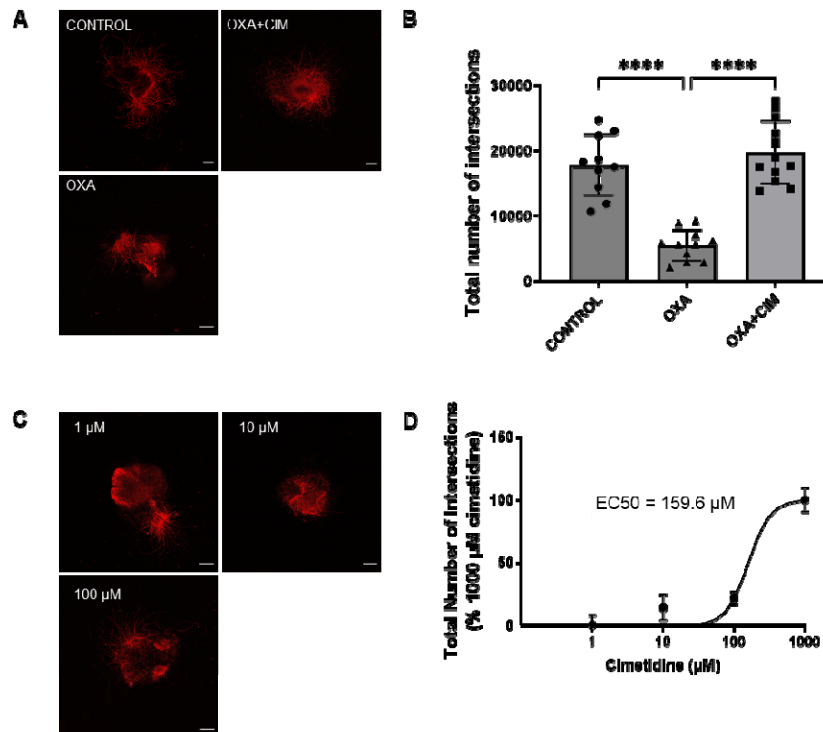 A
CONTROL
OXA+CIM
OXA
B
**** ****
Total number of intersections
30000
20000
10000
0
CONTROL
OXA
OXA+CIM
C
1 µM
10 µM
100 µM
D
Total Number of Intersections
(% 1000 µM cimetidine)
150
100
50
0
EC50 = 159.6 µM
1 10 100 1000
Cimetidine (µM)